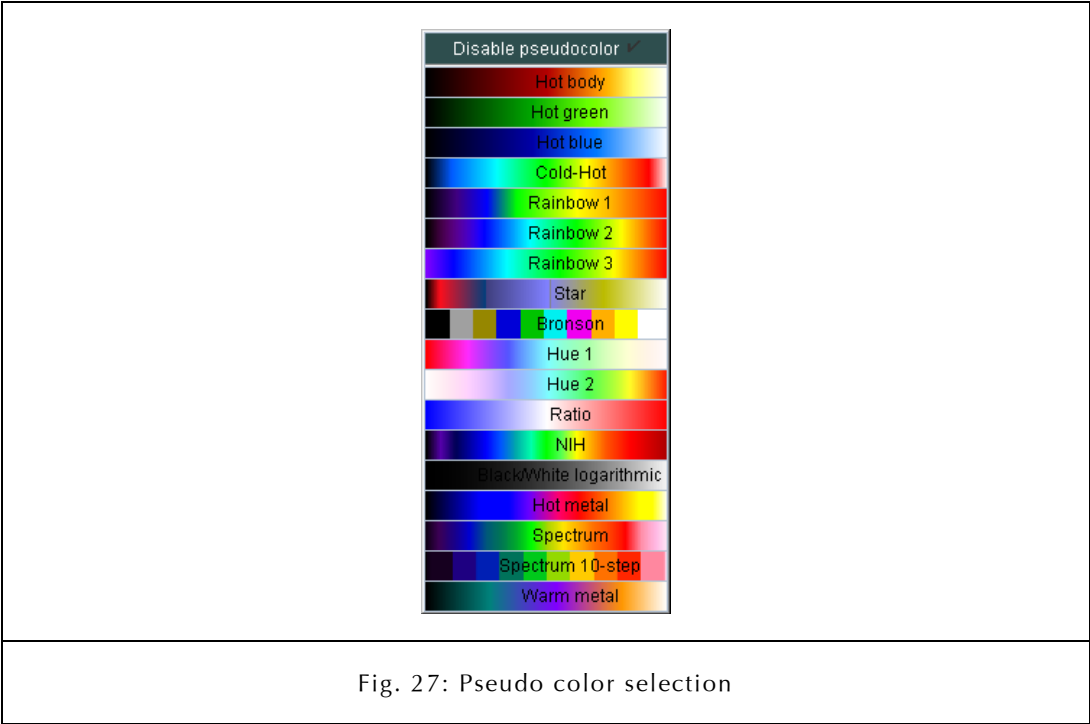 Disable pseudocolor ✓
Hot body
Hot green
Hot blue
Cold-Hot
Rainbow 1
Rainbow 2
Rainbow 3
Star
Bronson
Hue 1
Hue 2
Ratio
NIH
Black/White logarithmic
Hot metal
Spectrum
Spectrum 10-step
Warm metal
Fig. 27: Pseudo color selection